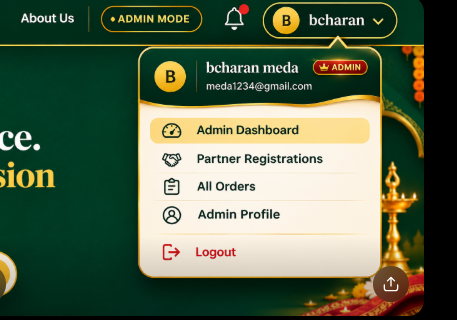 About Us
• ADMIN MODE
B
bcharan
B
bcharan meda
ADMIN
meda1234@gmail.com
Admin Dashboard
Partner Registrations
All Orders
Admin Profile
Logout
ce.
sion